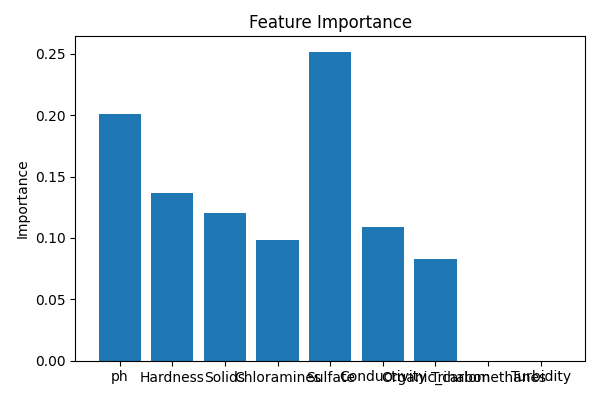 Feature Importance
Importance
0.25
0.20
0.15
0.10
0.05
0.00
ph Hardness Solids Chloramines Sulfate Conductivity Organic_carbon Trihalomethanes Turbidity